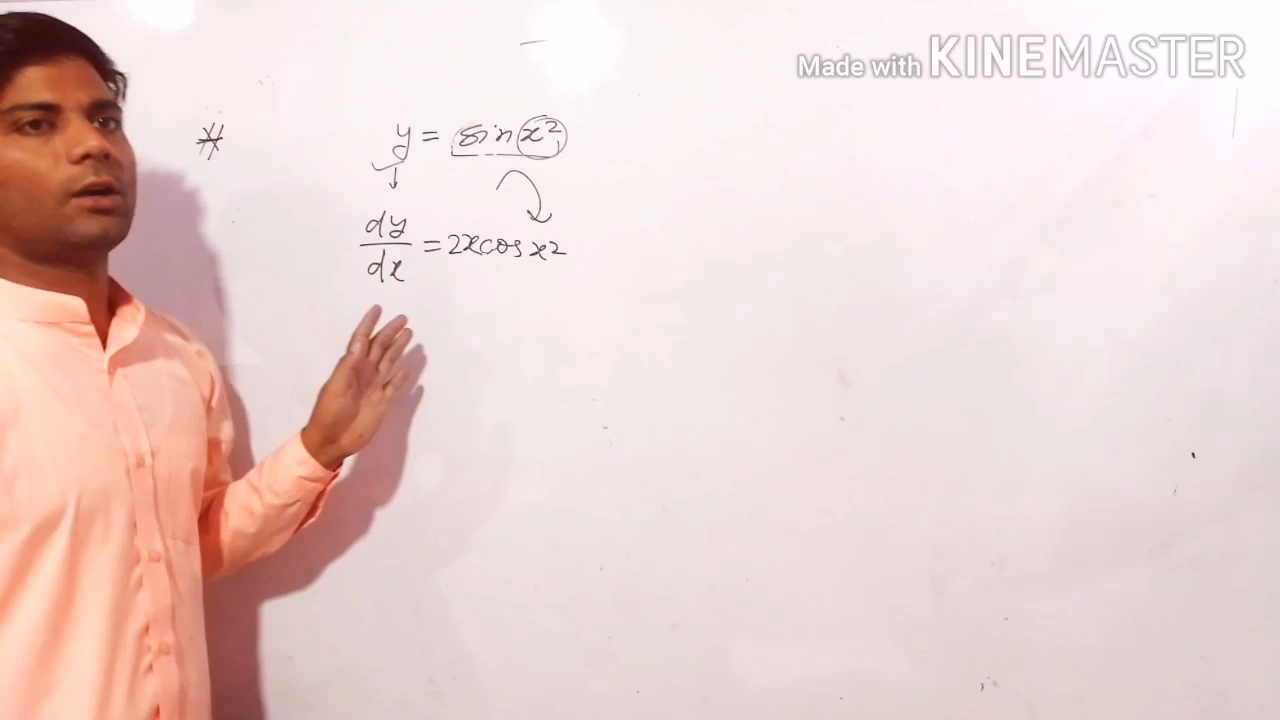 Made with KINEMASTER
* y = sin x²
dy/dx = 2x cos x²